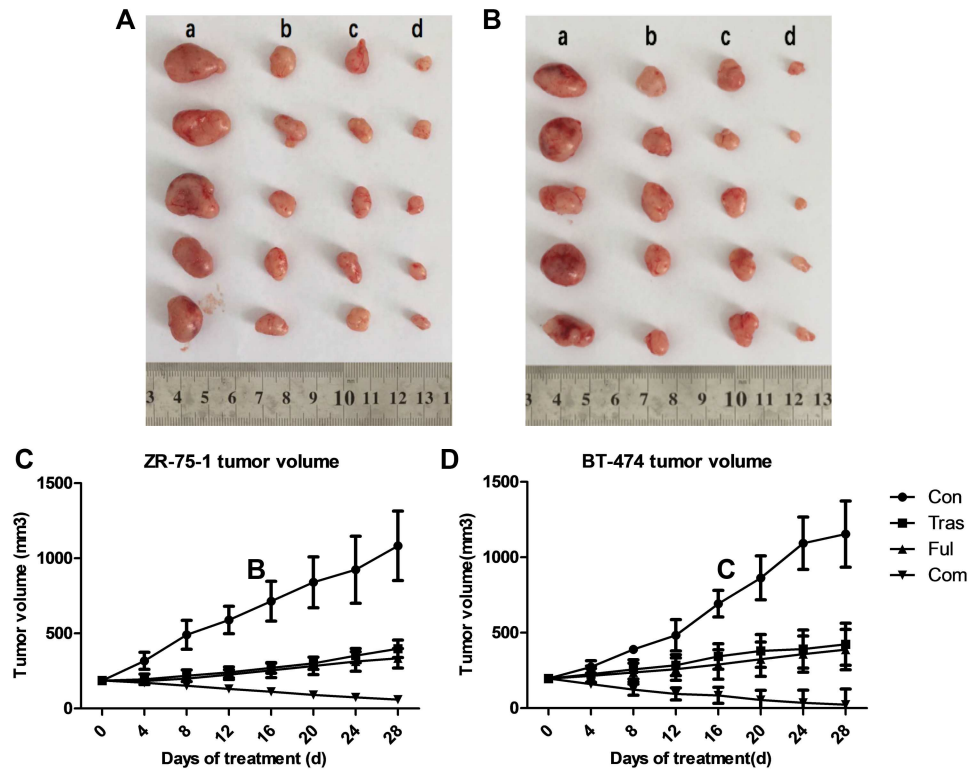 A
B
a b c d
a b c d
3 4 5 6 7 8 9 10 11 12 13 1
3 4 5 6 7 8 9 10 11 12 13
C
ZR-75-1 tumor volume
Tumor volume (mm3)
1500
1000
500
0
B
0 4 8 12 16 20 24 28
Days of treatment (d)
D
BT-474 tumor volume
Tumor volume(mm3)
1500
1000
500
0
C
0 4 8 12 16 20 24 28
Days of treatment(d)
Con
Tras
Ful
Com